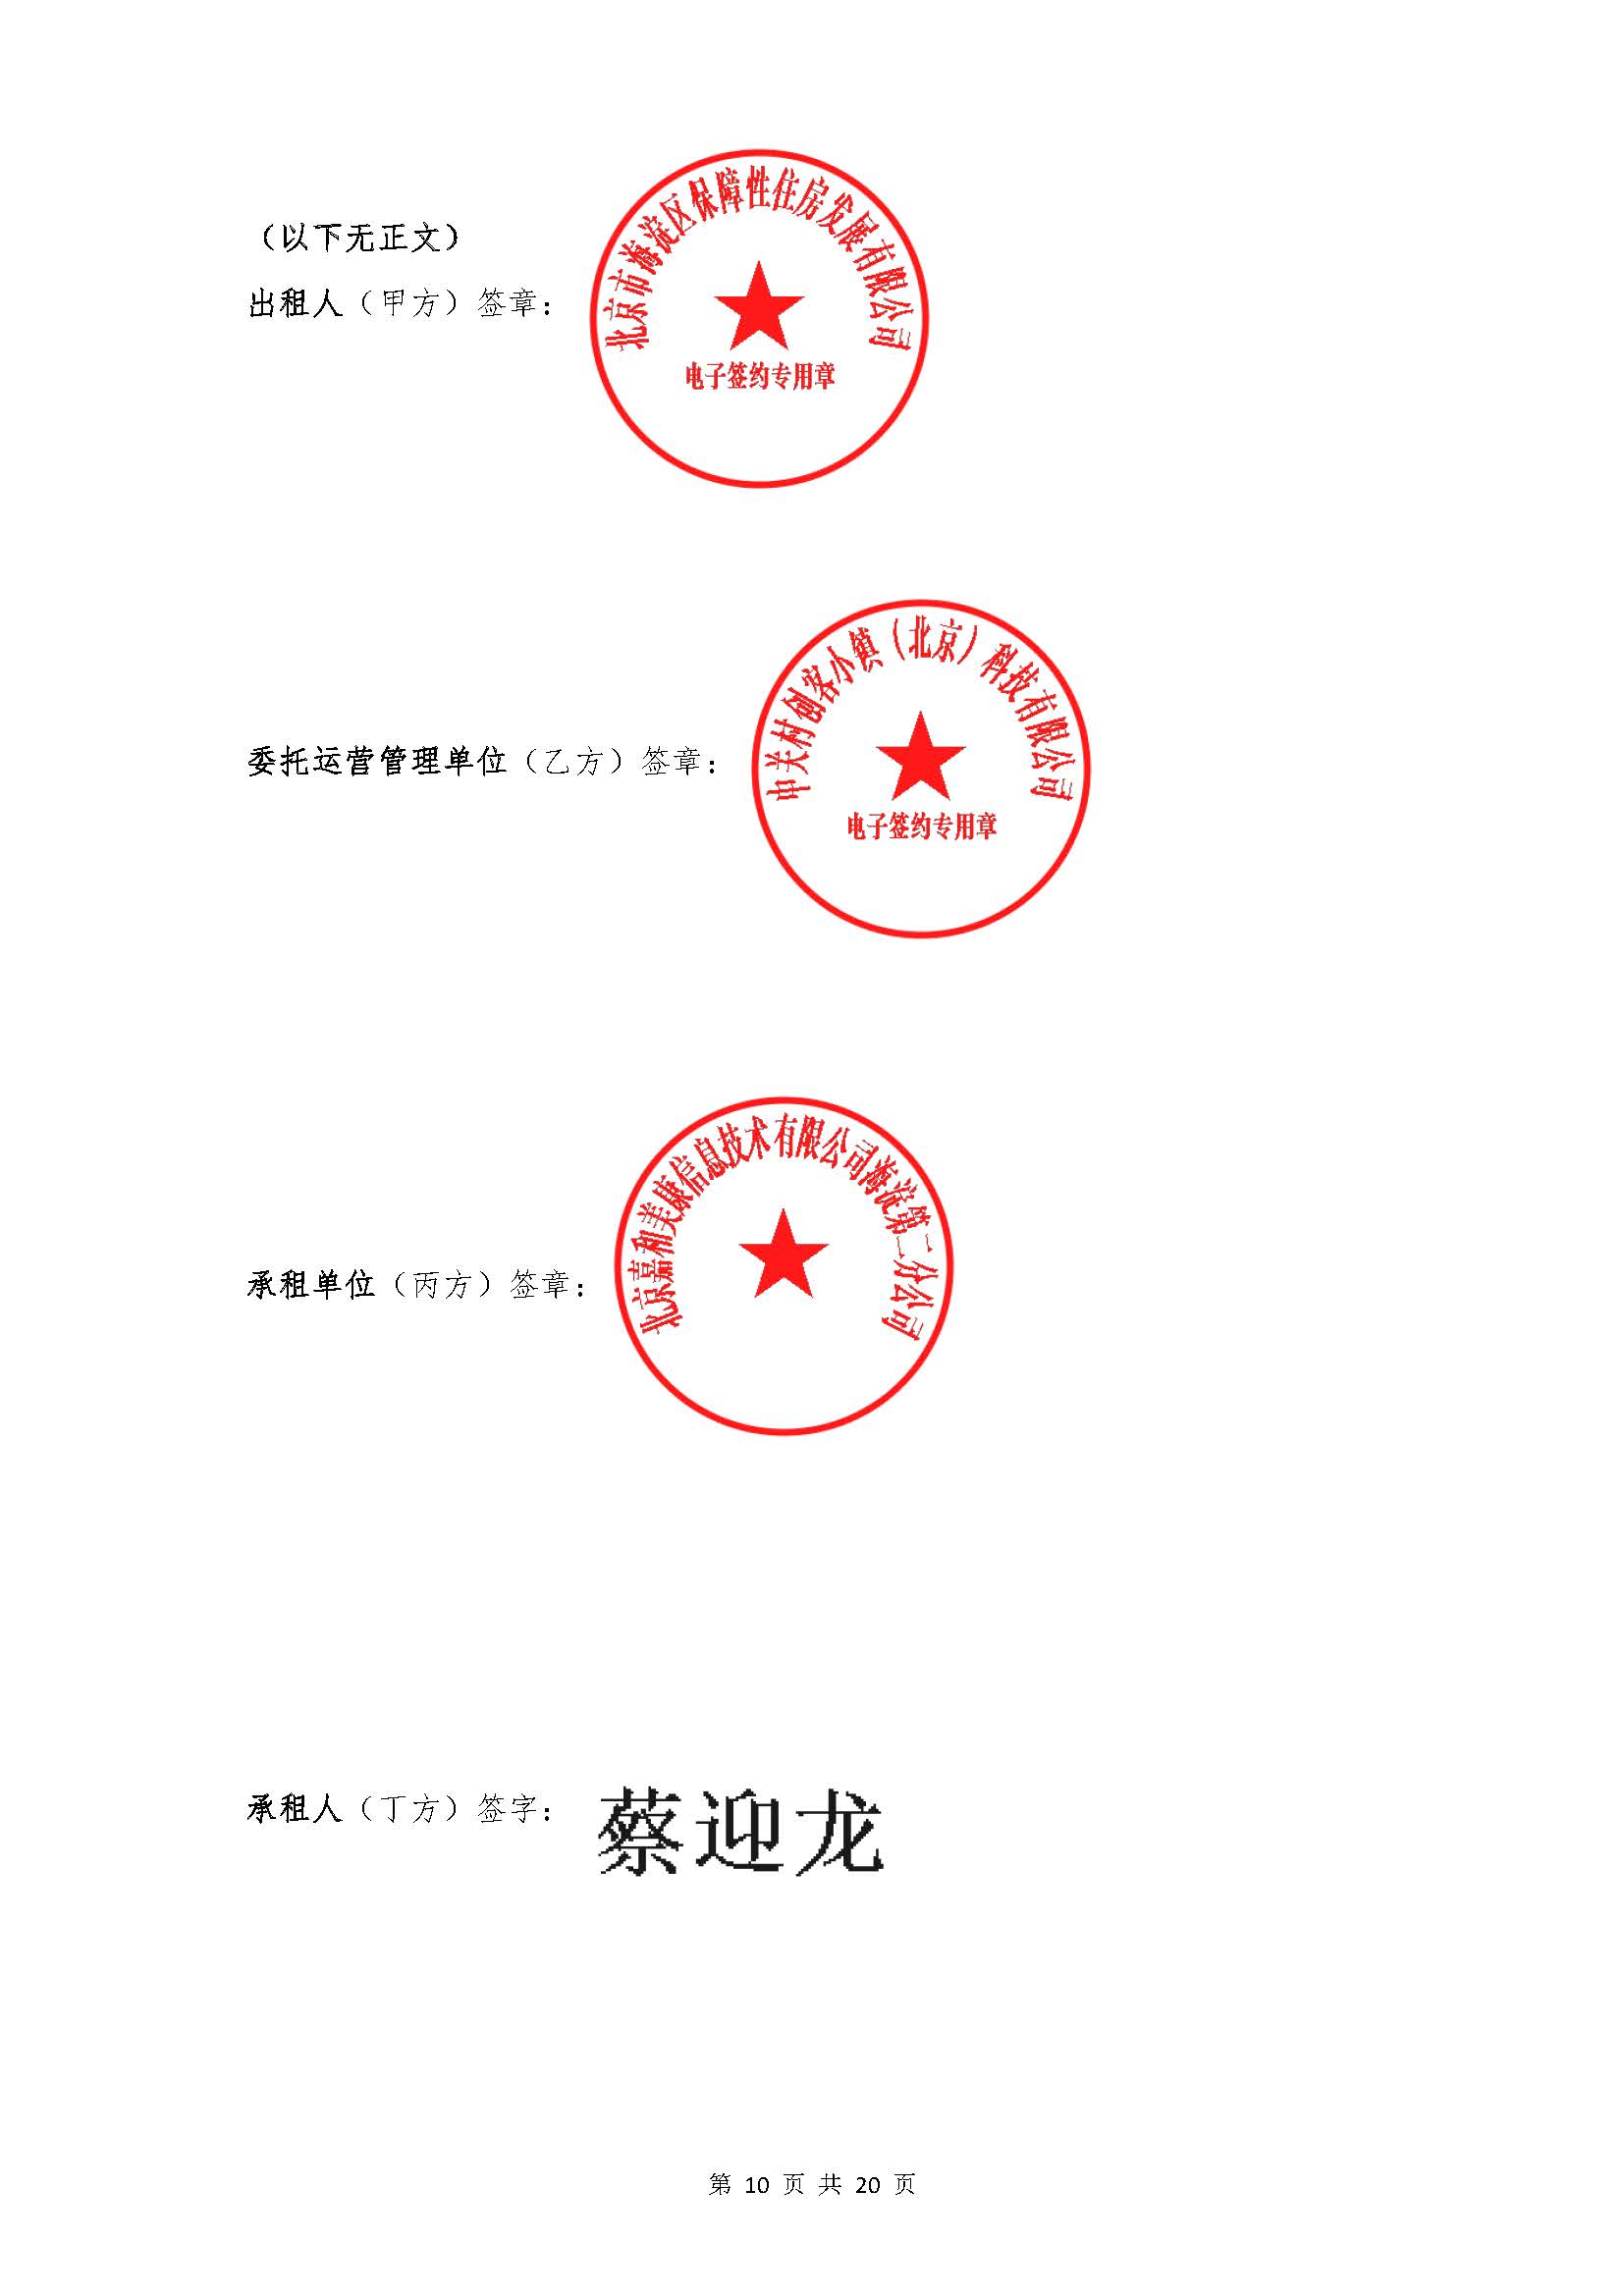 （以下无正文）
出租人（甲方）签章：
北京市海淀区保障性住房发展有限公司
电子签约专用章
委托运营管理单位（乙方）签章：
中关村创客小镇（北京）科技有限公司
电子签约专用章
承租单位（丙方）签章：
北京嘉和美康信息技术有限公司海淀第二分公司
承租人（丁方）签字：
蔡迎龙
第 10 页 共 20 页